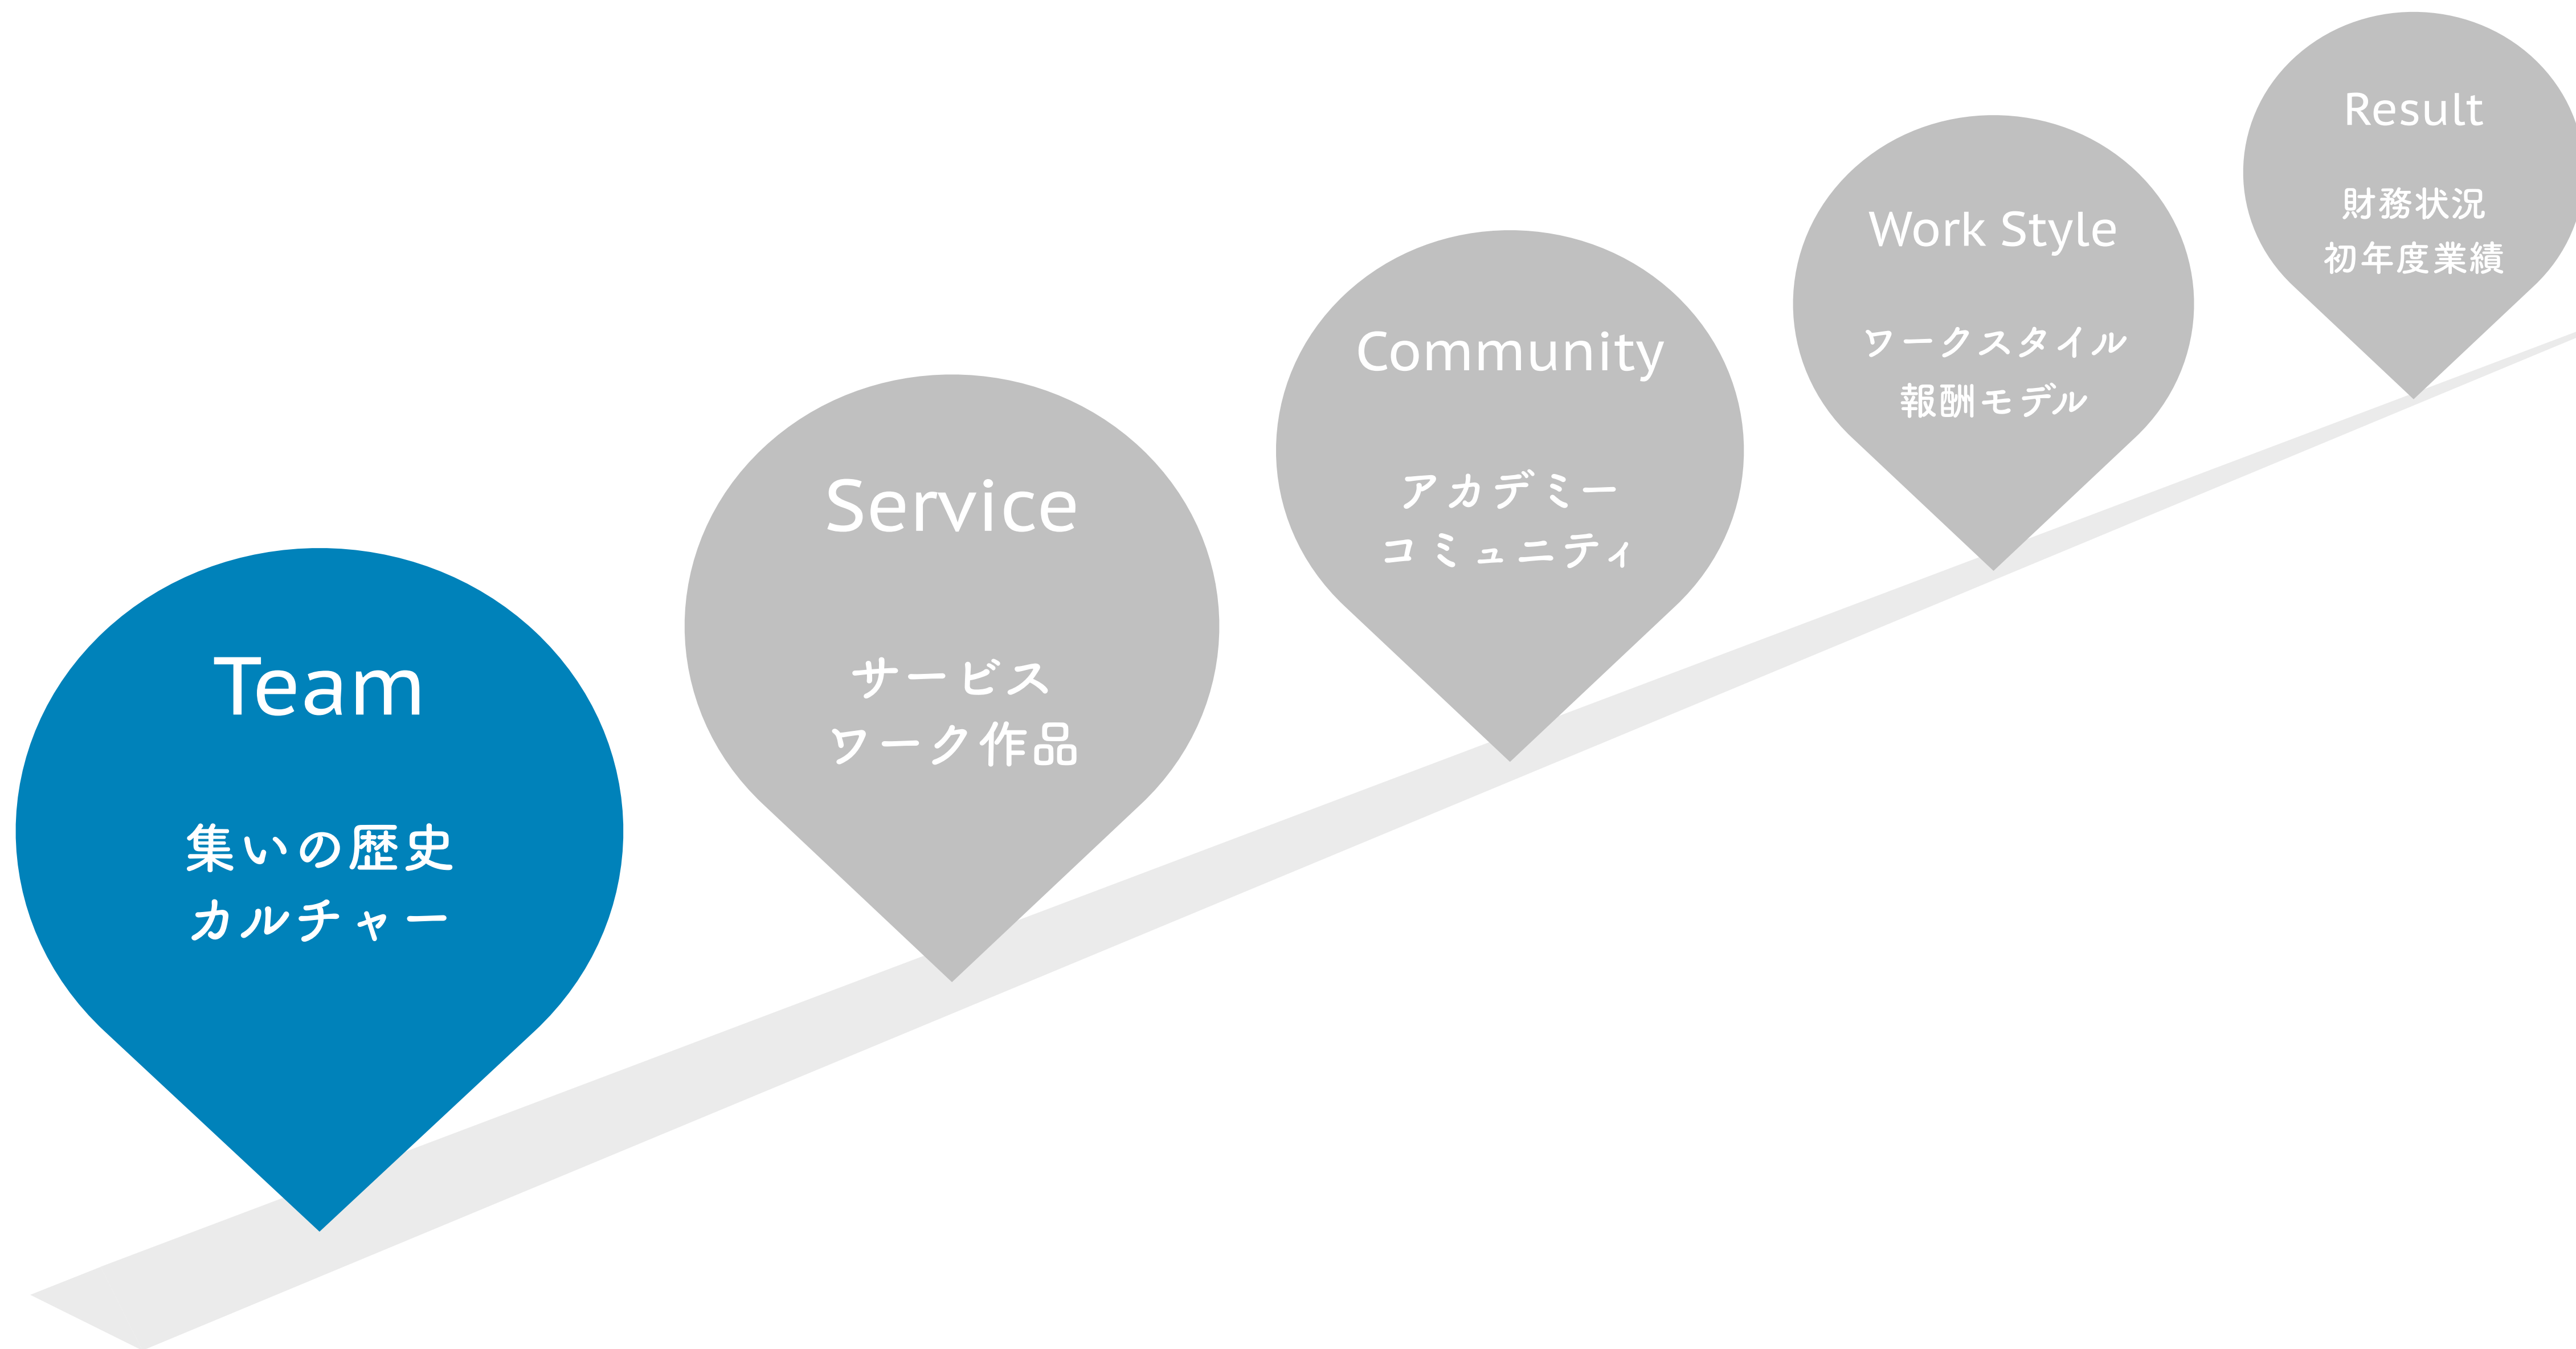 Team
集いの歴史
カルチャー
Service
サービス
ワーク作品
Community
アカデミー
コミュニティ
Work Style
ワークスタイル
報酬モデル
Result
財務状況
初年度業績